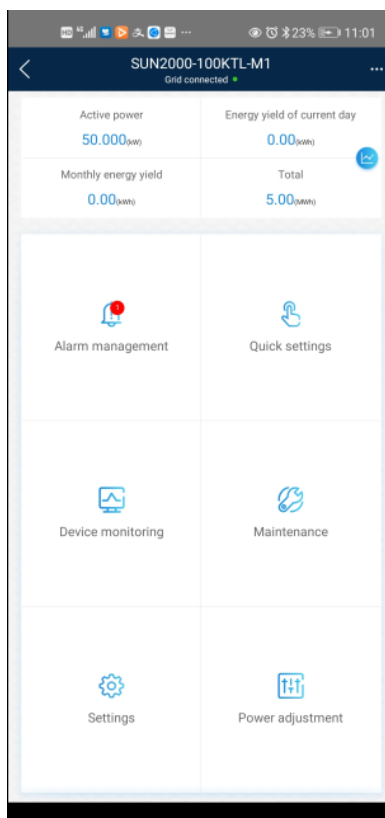 HD 4G 23% 11:01
SUN2000-100KTL-M1
Grid connected
Active power
Energy yield of current day
50.000(kW)
0.00(kWh)
Monthly energy yield
Total
0.00(kWh)
5.00(MWh)
1
Alarm management
Quick settings
Device monitoring
Maintenance
Settings
Power adjustment